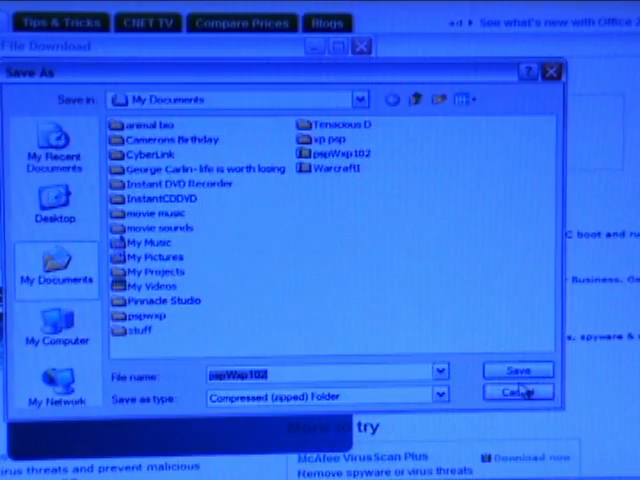 Tips & Tricks
CNET TV
Compare Prices
Blogs
ad
See what's new with Office 2
File Download
Save As
Save in:
My Documents
animal bio
Camerons Birthday
CyberLink
George Carlin- life is worth losing
Instant DVD Recorder
InstantCDDVD
movie music
movie sounds
My Music
My Pictures
My Projects
My Videos
Pinnacle Studio
pspwxp
stuff
Tenacious D
xp psp
pspWxp102
WarcraftI
My Recent
Documents
Desktop
My Documents
My Computer
My Network
File name:
pspWxp102
Save
Save as type:
Compressed (zipped) Folder
Cancel
C boot and ru
Business. Ge
s, spyware &
More to try
McAfee VirusScan Plus
Download now
Remove spyware or virus threats
irus threats and prevent malicious